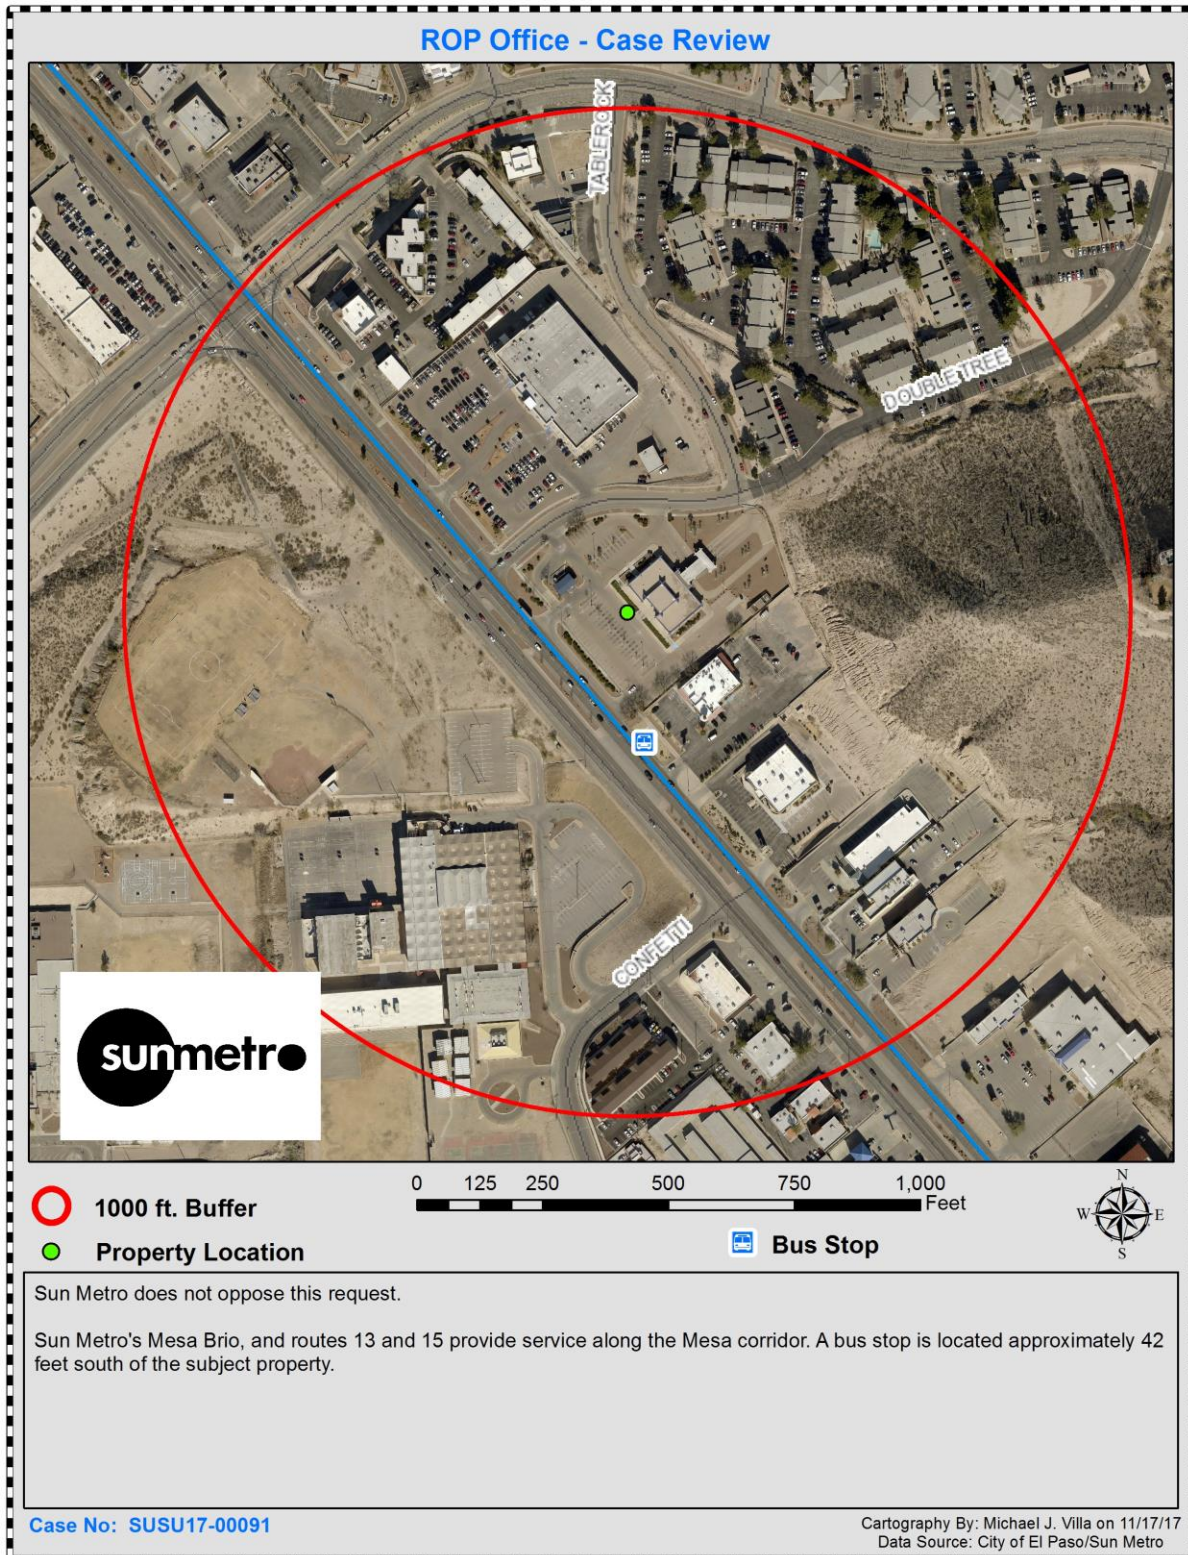 ROP Office - Case Review
TABLEROCK
DOUBLE TREE
CONFETTI
sunmetro
0 125 250 500 750 1,000
Feet
1000 ft. Buffer
Property Location
Bus Stop
N
W E
S
Sun Metro does not oppose this request.
Sun Metro's Mesa Brio, and routes 13 and 15 provide service along the Mesa corridor. A bus stop is located approximately 42
feet south of the subject property.
Case No: SUSU17-00091
Cartography By: Michael J. Villa on 11/17/17
Data Source: City of El Paso/Sun Metro